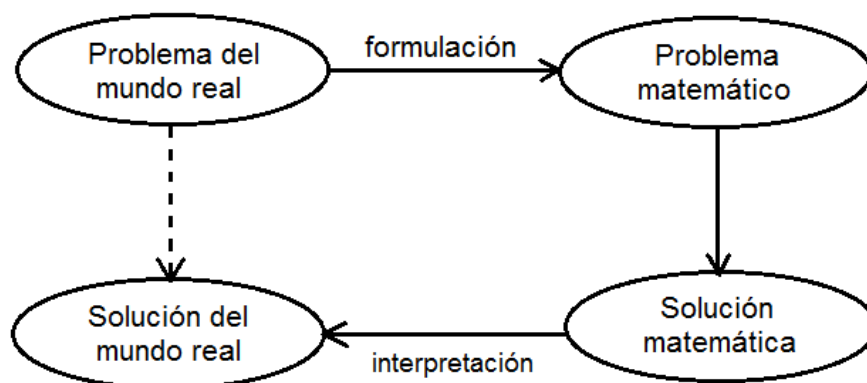 Problema del
mundo real
formulación
Problema
matemático
Solución del
mundo real
interpretación
Solución
matemática